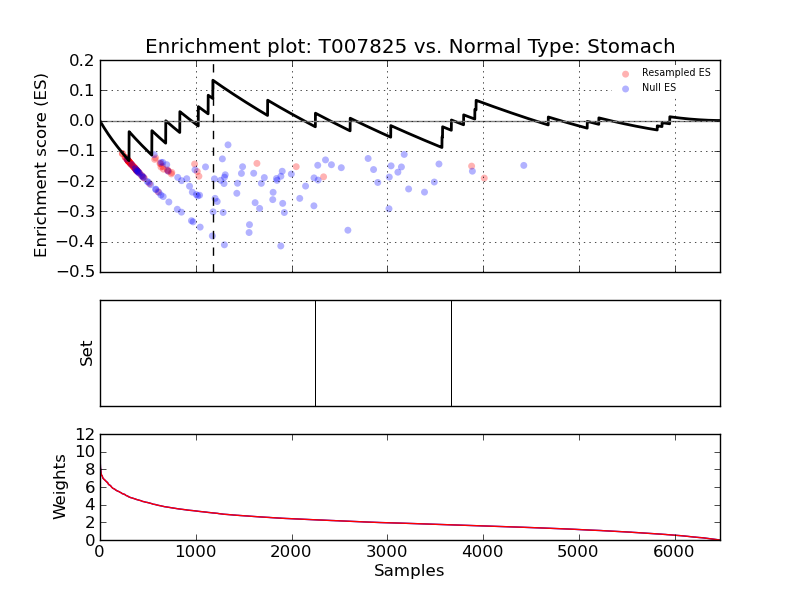 Enrichment plot: T007825 vs. Normal Type: Stomach
Enrichment score (ES)
0.2
0.1
0.0
−0.1
−0.2
−0.3
−0.4
−0.5
Resampled ES
Null ES
Set
Weights
12
10
8
6
4
2
0
0 1000 2000 3000 4000 5000 6000
Samples